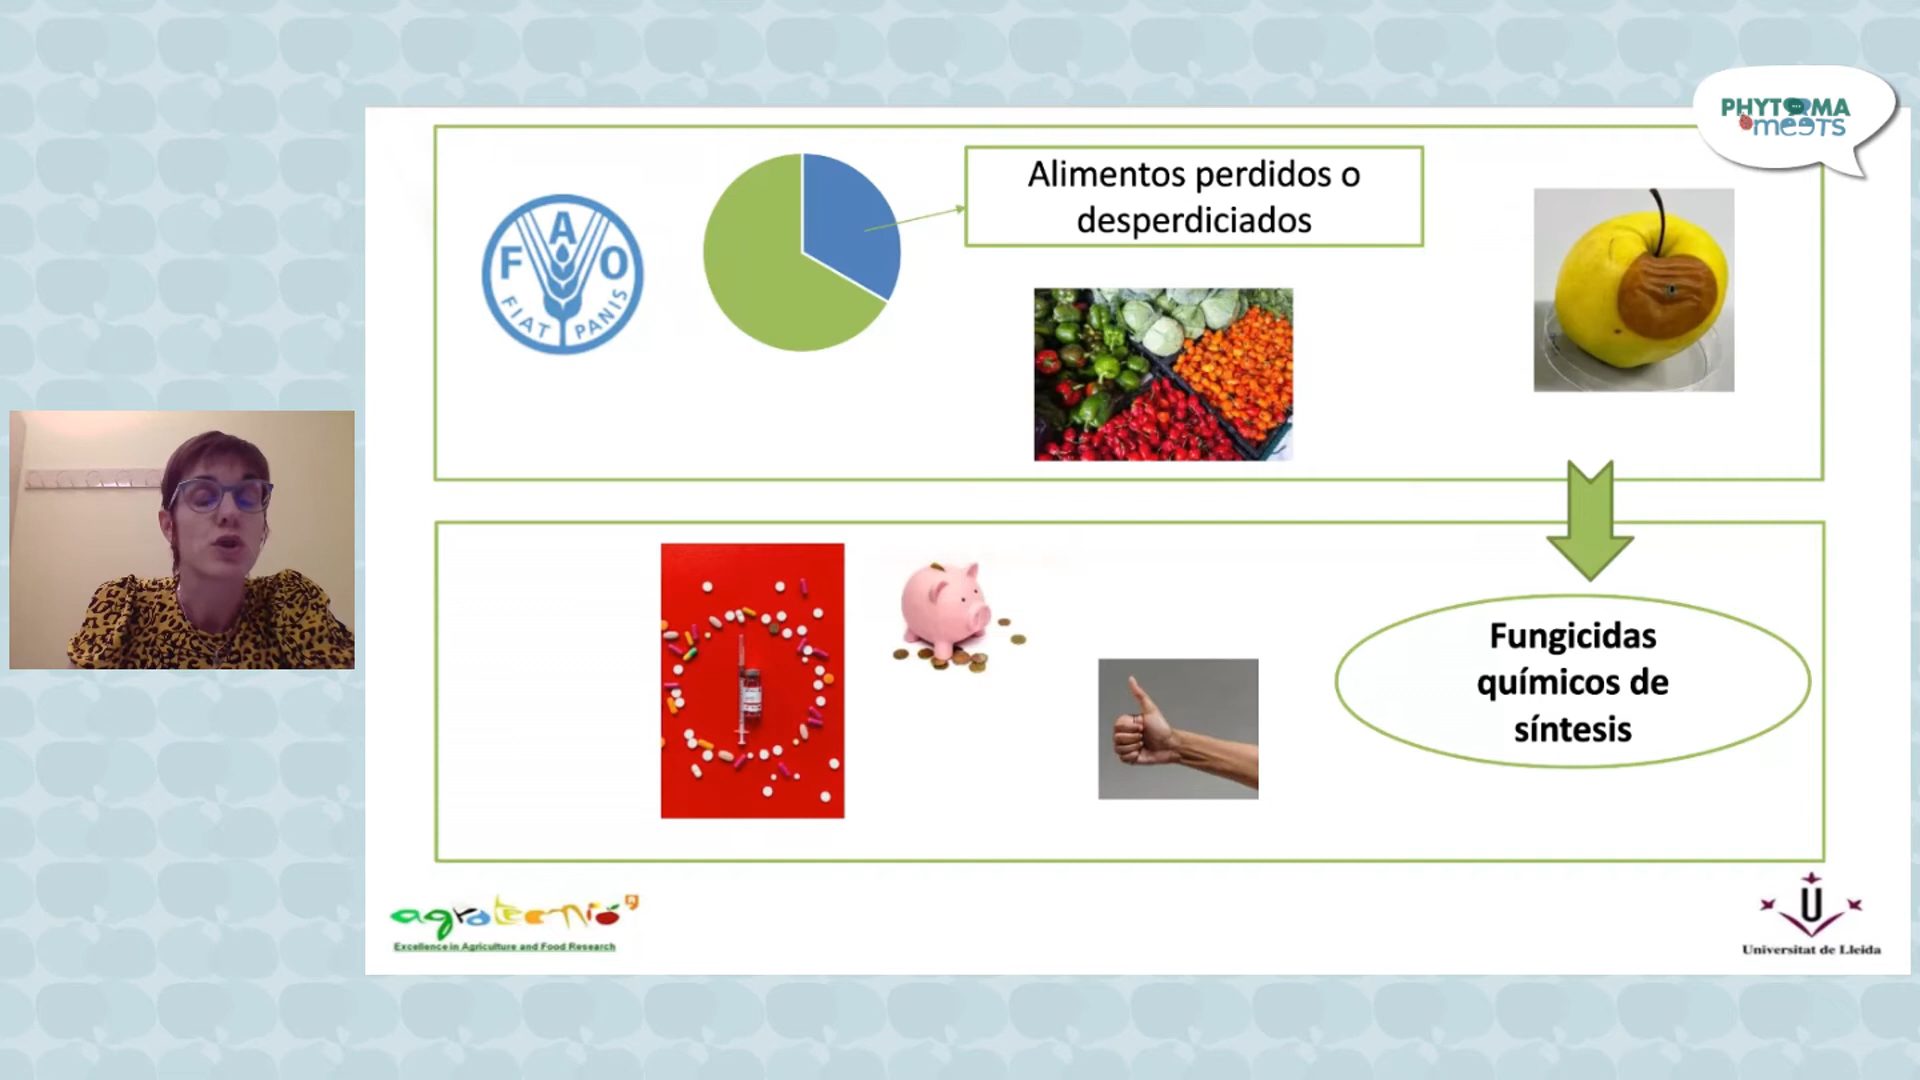 PHYTOMA
meeTS
Alimentos perdidos o
desperdiciados
F A O
FIAT PANIS
Fungicidas
químicos de
síntesis
agrotecnio
Excellence in Agriculture and Food Research
U
Universitat de Lleida